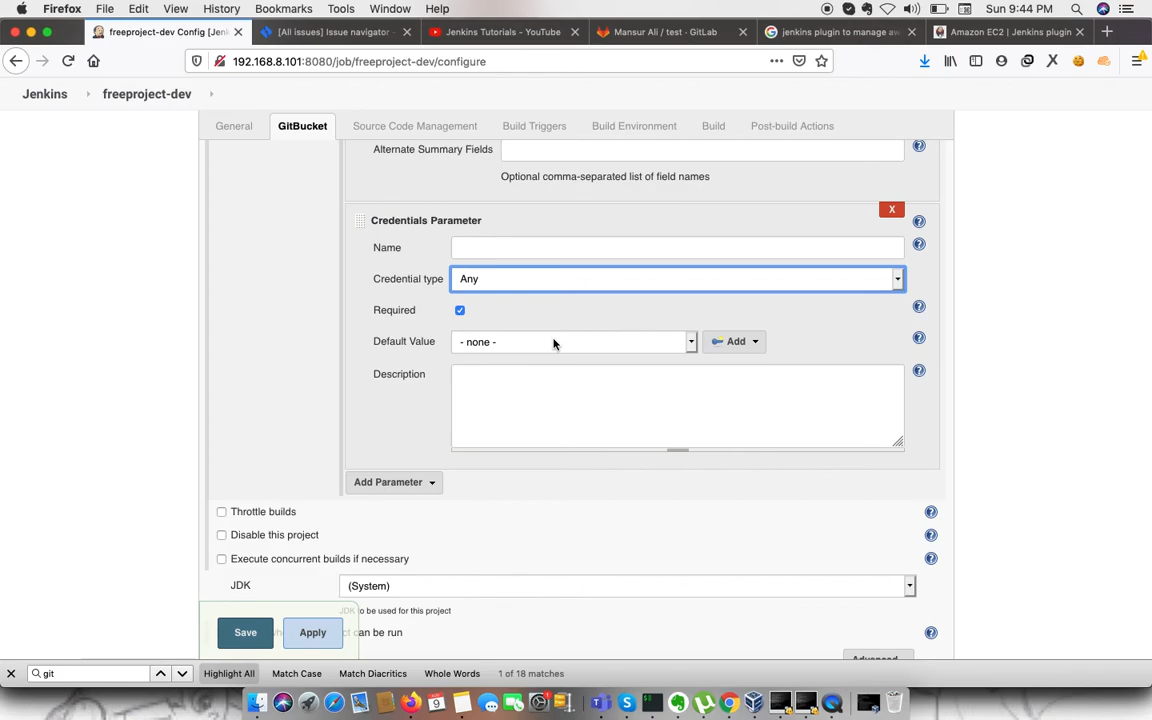 Firefox File Edit View History Bookmarks Tools Window Help Sun 9:44 PM
freeproject-dev Config [Jenk [All issues] Issue navigator - Jenkins Tutorials - YouTube Mansur Ali / test · GitLab jenkins plugin to manage aw Amazon EC2 | Jenkins plugin
192.168.8.101:8080/job/freeproject-dev/configure
Jenkins freeproject-dev
General GitBucket Source Code Management Build Triggers Build Environment Build Post-build Actions
Alternate Summary Fields
Optional comma-separated list of field names
X
Credentials Parameter
Name
Credential type Any
Required
Default Value - none - Add
Description
Add Parameter
Throttle builds
Disable this project
Execute concurrent builds if necessary
JDK (System)
JDK to be used for this project
ct can be run
Save Apply
Advanced...
git Highlight All Match Case Match Diacritics Whole Words 1 of 18 matches